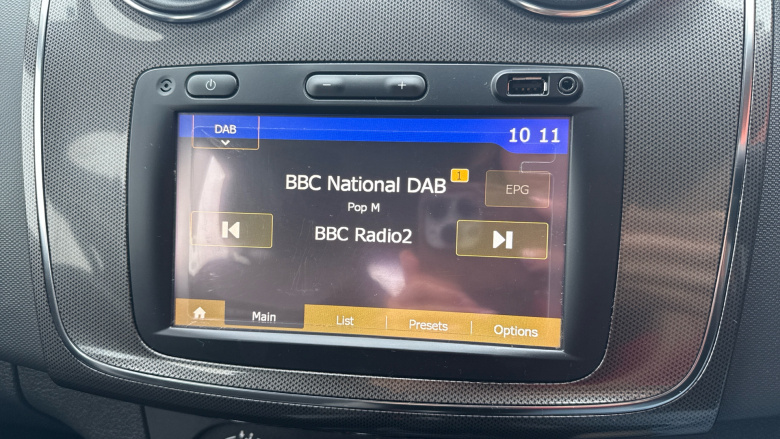 DAB
10 11
BBC National DAB
1
EPG
Pop M
BBC Radio2
Main
List
Presets
Options